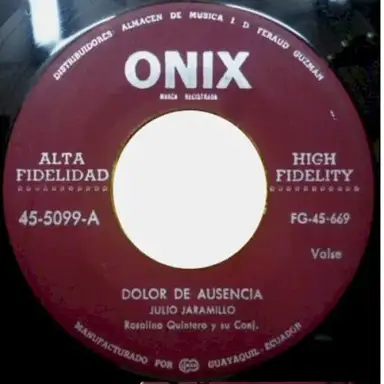 DISTRIBUIDORES: ALMACEN DE MUSICA J D FERAUD GUZMAN
ONIX
MARCA REGISTRADA
ALTA
FIDELIDAD
HIGH
FIDELITY
45-5099-A
FG-45-669
Valse
DOLOR DE AUSENCIA
JULIO JARAMILLO
Rosalino Quintero y su Conj.
MANUFACTURADO POR
GUAYAQUIL-ECUADOR